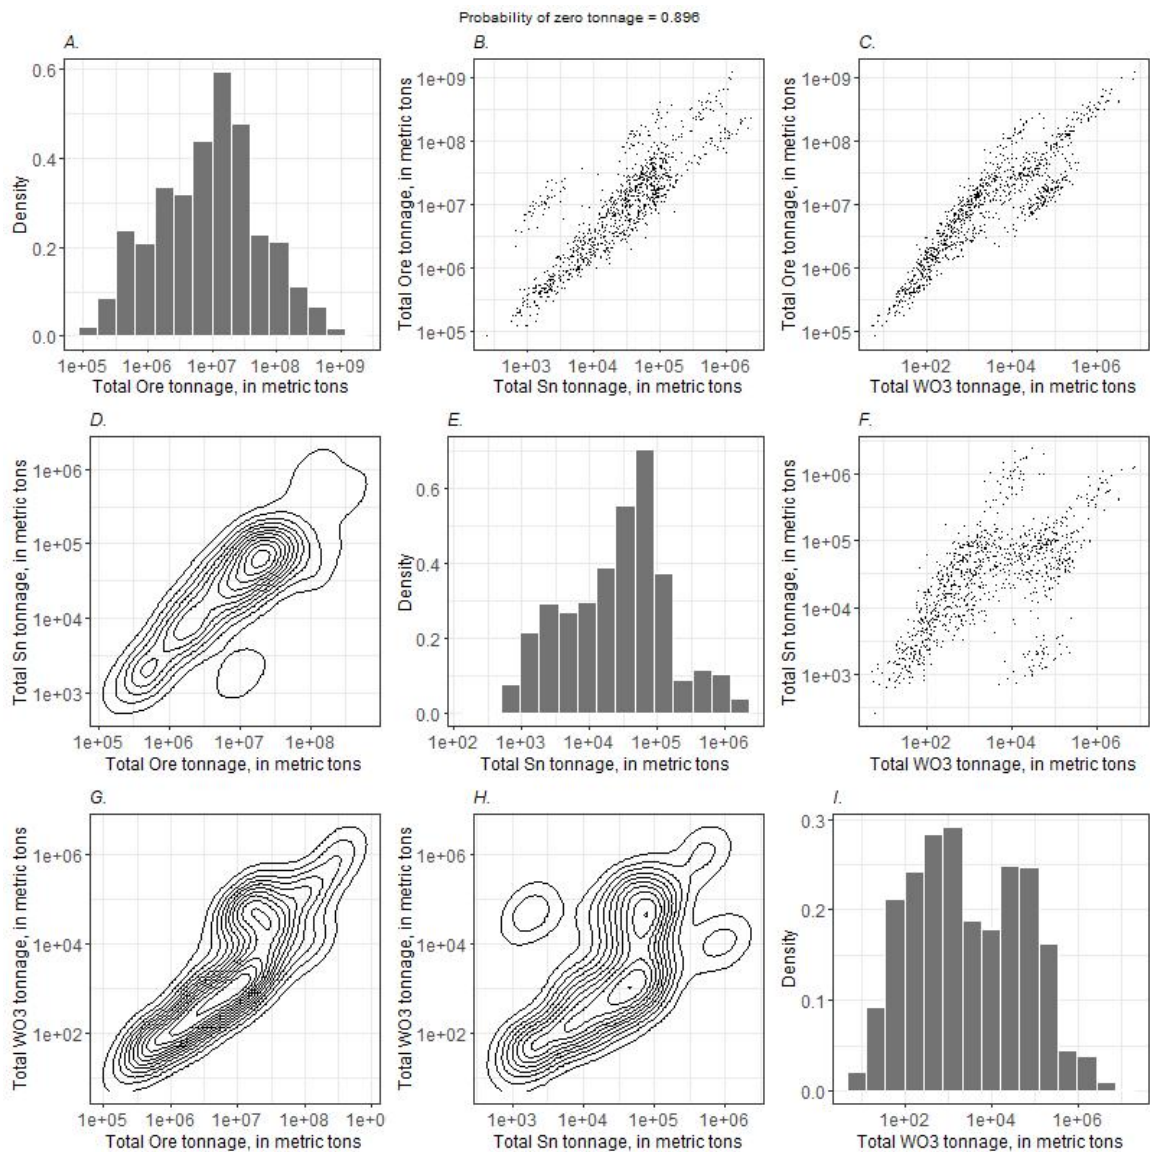 Probability of zero tonnage = 0.896
A.
Density
0.6
0.4
0.2
0.0
1e+05 1e+06 1e+07 1e+08 1e+09
Total Ore tonnage, in metric tons
B.
Total Ore tonnage, in metric tons
1e+09
1e+08
1e+07
1e+06
1e+05
1e+03 1e+04 1e+05 1e+06
Total Sn tonnage, in metric tons
C.
Total Ore tonnage, in metric tons
1e+09
1e+08
1e+07
1e+06
1e+05
1e+02 1e+04 1e+06
Total WO3 tonnage, in metric tons
D.
Total Sn tonnage, in metric tons
1e+06
1e+05
1e+04
1e+03
1e+05 1e+06 1e+07 1e+08
Total Ore tonnage, in metric tons
E.
Density
0.6
0.4
0.2
0.0
1e+02 1e+03 1e+04 1e+05 1e+06
Total Sn tonnage, in metric tons
F.
Total Sn tonnage, in metric tons
1e+06
1e+05
1e+04
1e+03
1e+02 1e+04 1e+06
Total WO3 tonnage, in metric tons
G.
Total WO3 tonnage, in metric tons
1e+06
1e+04
1e+02
1e+05 1e+06 1e+07 1e+08 1e+0
Total Ore tonnage, in metric tons
H.
Total WO3 tonnage, in metric tons
1e+06
1e+04
1e+02
1e+03 1e+04 1e+05 1e+06
Total Sn tonnage, in metric tons
I.
Density
0.3
0.2
0.1
0.0
1e+02 1e+04 1e+06
Total WO3 tonnage, in metric tons